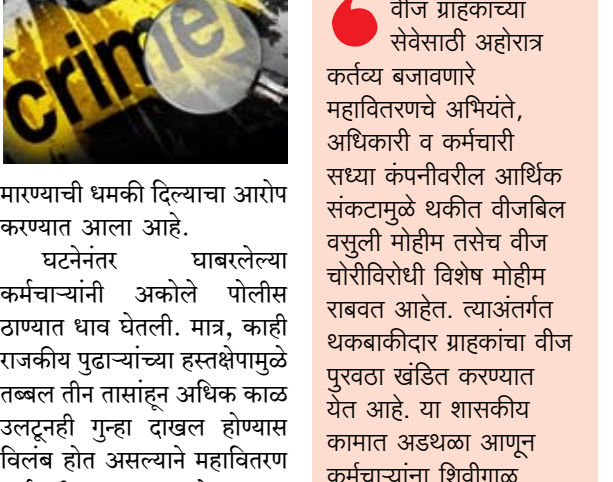 crime
मारण्याची धमकी दिल्याचा आरोप
करण्यात आला आहे.
घटनेनंतर घाबरलेल्या
कर्मचाऱ्यांनी अकोले पोलीस
ठाण्यात धाव घेतली. मात्र, काही
राजकीय पुढाऱ्यांच्या हस्तक्षेपामुळे
तब्बल तीन तासांहून अधिक काळ
उलटूनही गुन्हा दाखल होण्यास
विलंब होत असल्याने महावितरण
वीज ग्राहकांच्या
सेवेसाठी अहोरात्र
कर्तव्य बजावणारे
महावितरणचे अभियंते,
अधिकारी व कर्मचारी
सध्या कंपनीवरील आर्थिक
संकटामुळे थकीत वीजबिल
वसुली मोहीम तसेच वीज
चोरीविरोधी विशेष मोहीम
राबवत आहेत. त्याअंतर्गत
थकबाकीदार ग्राहकांचा वीज
पुरवठा खंडित करण्यात
येत आहे. या शासकीय
कामात अडथळा आणून
कर्मचाऱ्यांना शिवीगाळ